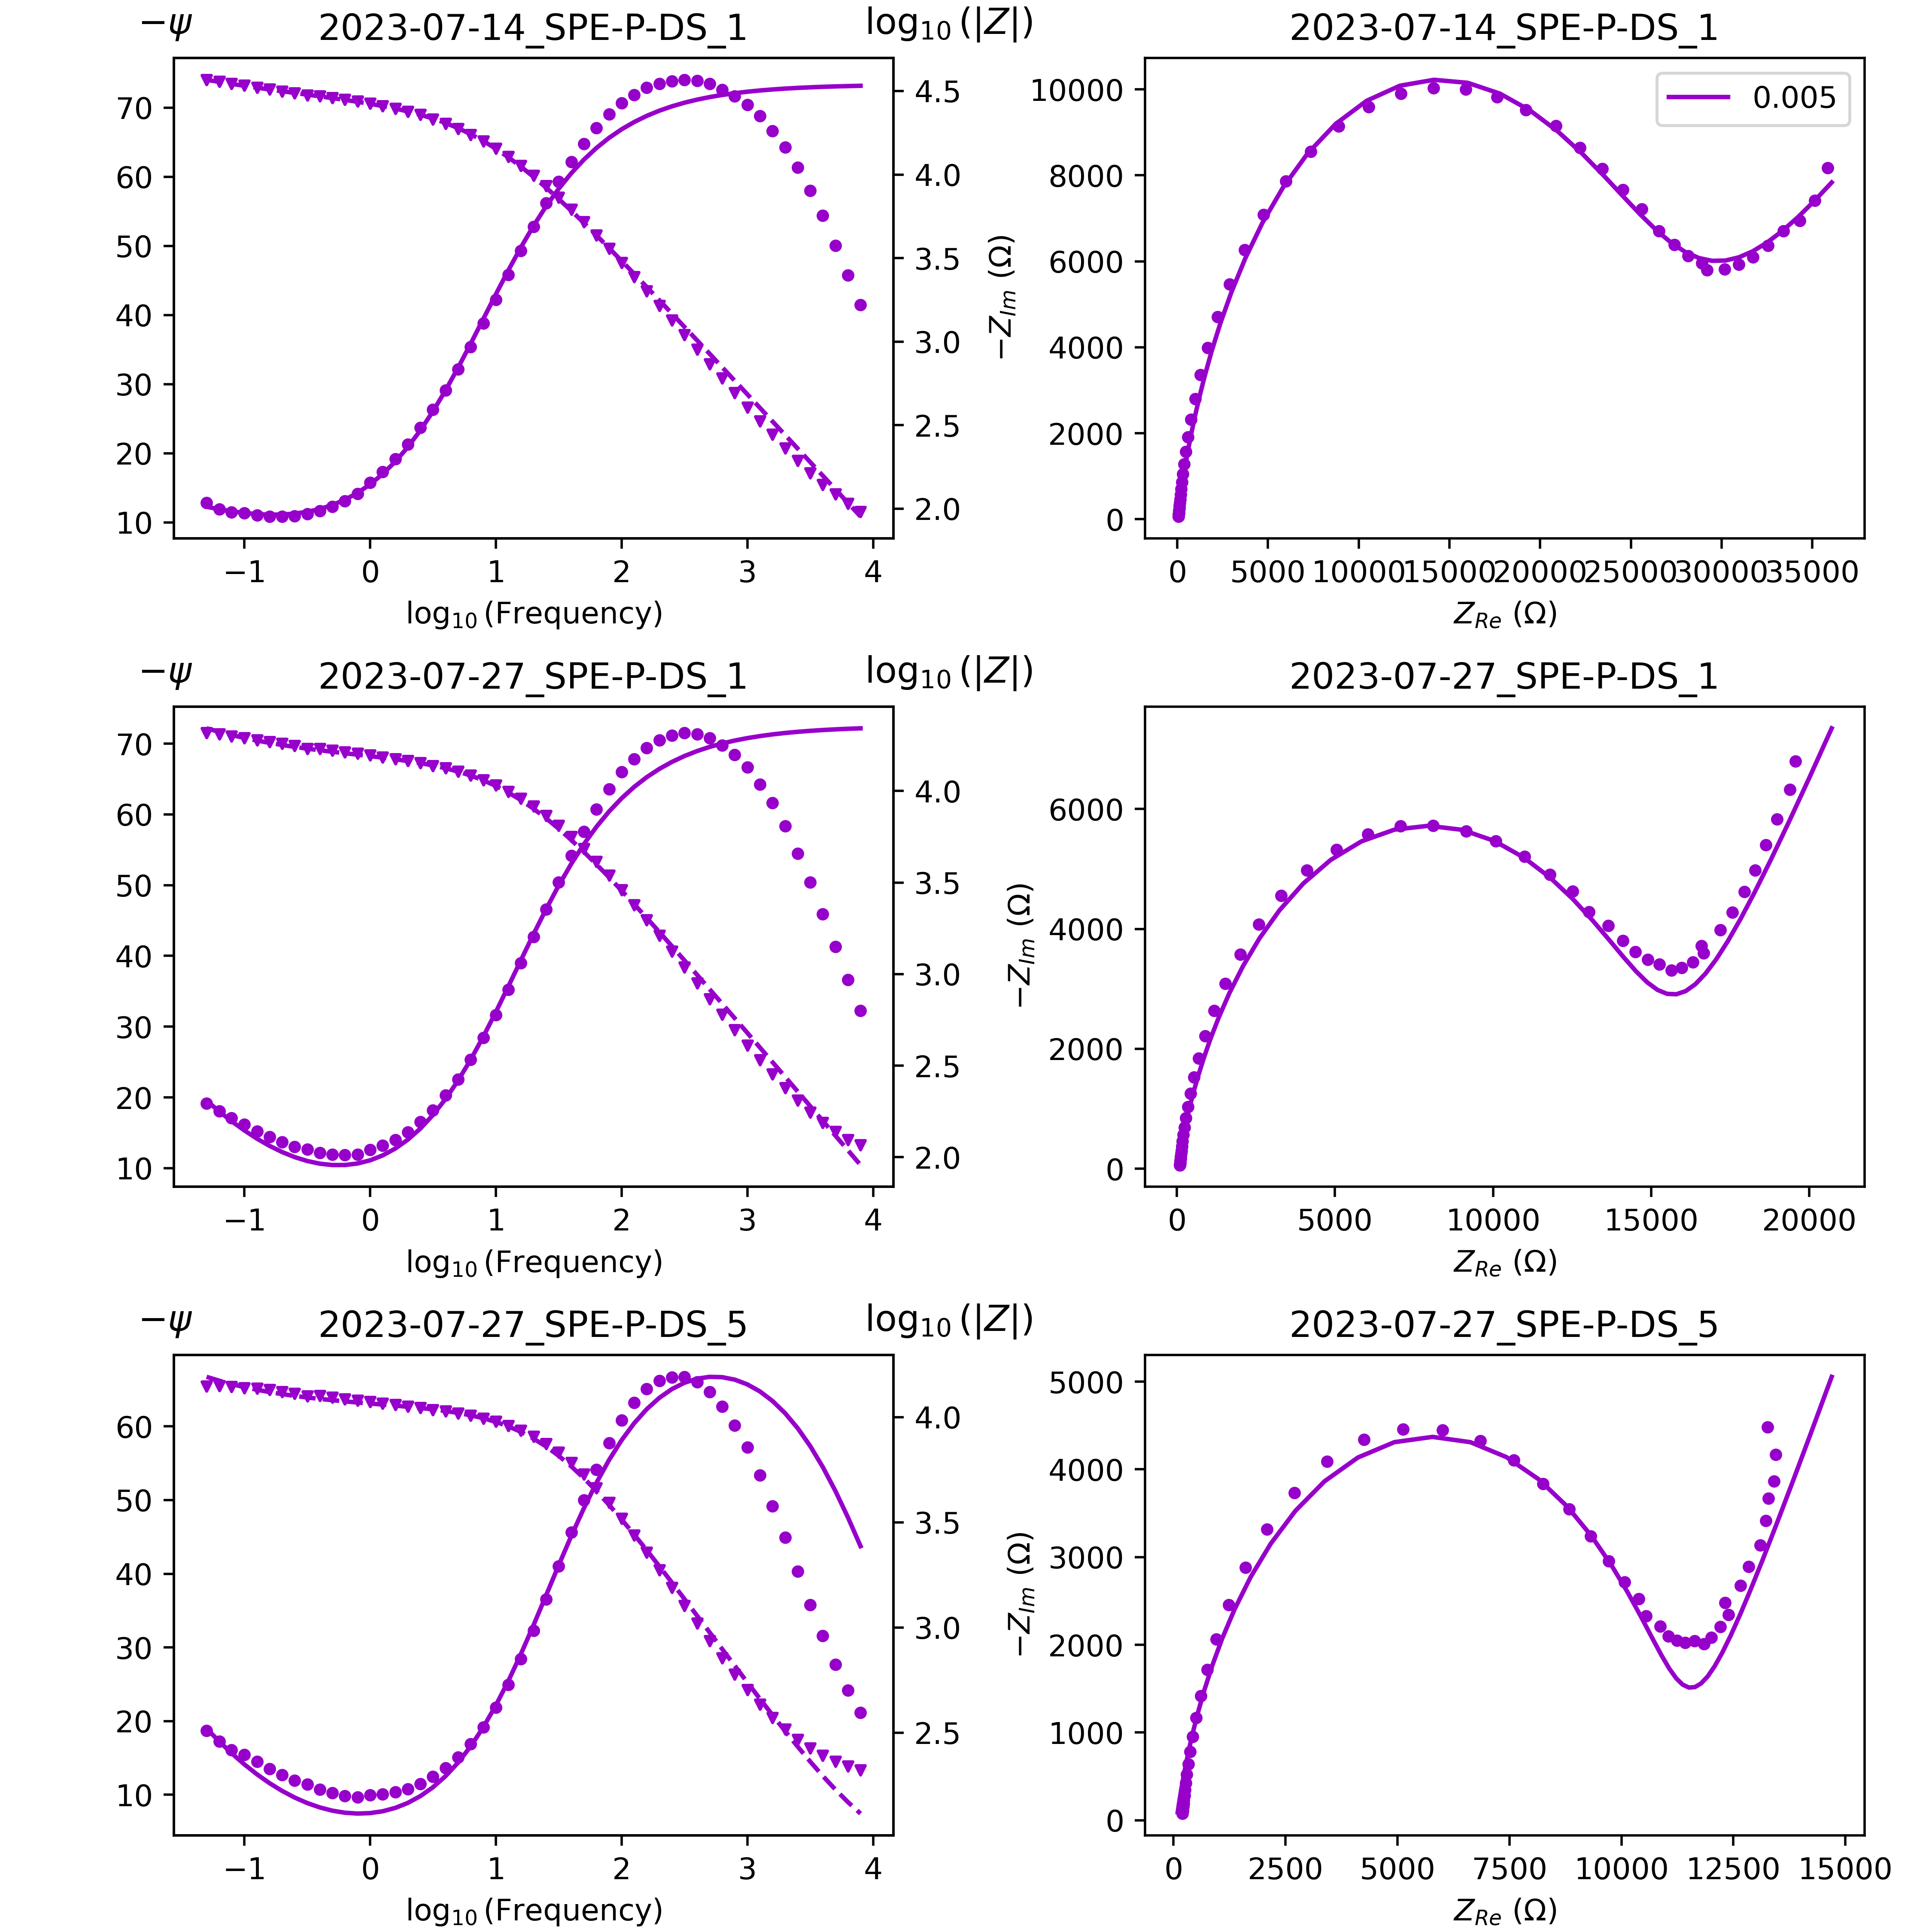 −ψ 2023-07-14_SPE-P-DS_1 log₁₀(|Z|)
70
60
50
40
30
20
10
4.5
4.0
3.5
3.0
2.5
2.0
−1 0 1 2 3 4
log₁₀(Frequency)
2023-07-14_SPE-P-DS_1
0.005
−Z_Im (Ω)
10000
8000
6000
4000
2000
0
0 5000 10000 15000 20000 25000 30000 35000
Z_Re (Ω)
−ψ 2023-07-27_SPE-P-DS_1 log₁₀(|Z|)
70
60
50
40
30
20
10
4.0
3.5
3.0
2.5
2.0
−1 0 1 2 3 4
log₁₀(Frequency)
2023-07-27_SPE-P-DS_1
−Z_Im (Ω)
6000
4000
2000
0
0 5000 10000 15000 20000
Z_Re (Ω)
−ψ 2023-07-27_SPE-P-DS_5 log₁₀(|Z|)
60
50
40
30
20
10
4.0
3.5
3.0
2.5
−1 0 1 2 3 4
log₁₀(Frequency)
2023-07-27_SPE-P-DS_5
−Z_Im (Ω)
5000
4000
3000
2000
1000
0
0 2500 5000 7500 10000 12500 15000
Z_Re (Ω)